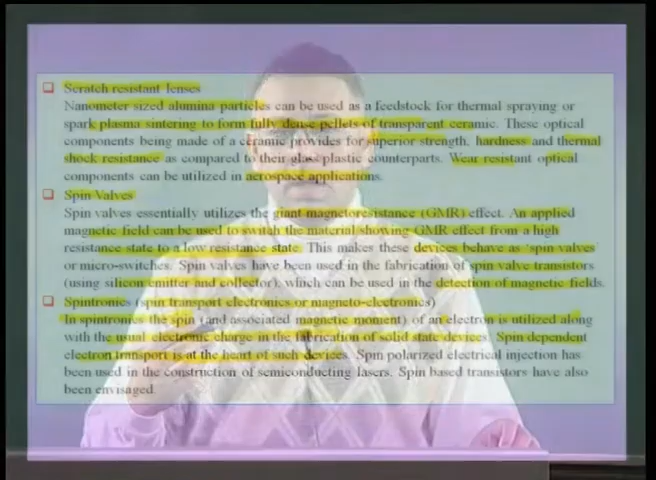 Scratch resistant lenses
Nanometer sized alumina particles can be used as a feedstock for thermal spraying or
spark plasma sintering to form fully dense pellets of transparent ceramic. These optical
components being made of a ceramic provides for superior strength, hardness and thermal
shock resistance as compared to their glass/plastic counterparts. Wear resistant optical
components can be utilized in aerospace applications.
Spin Valves
Spin valves essentially utilizes the giant magnetoresistance (GMR) effect. An applied
magnetic field can be used to switch the material showing GMR effect from a high
resistance state to a low resistance state. This makes these devices behave as 'spin valves
or micro-switches. Spin valves have been used in the fabrication of spin valve transistors
(using silicon emitter and collector), which can be used in the detection of magnetic fields.
Spintronics (spin transport electronics or magneto-electronics)
In spintronics the spin (and associated magnetic moment) of an electron is utilized along
with the usual electronic charge in the fabrication of solid state devices. Spin dependent
electron transport is at the heart of such devices. Spin polarized electrical injection has
been used in the construction of semiconducting lasers. Spin based transistors have also
been envisaged.